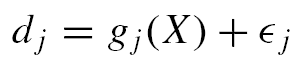 d_j = g_j(X) + ϵ_j